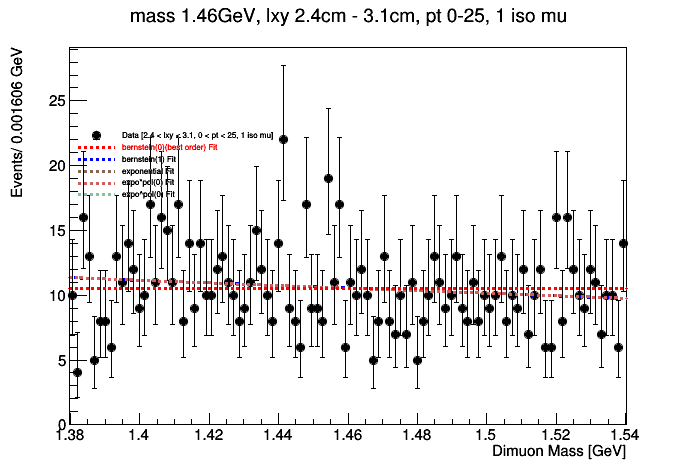 mass 1.46GeV, lxy 2.4cm - 3.1cm, pt 0-25, 1 iso mu
Events/ 0.001606 GeV
25
20
15
10
5
0
Data [2.4 < lxy < 3.1, 0 < pt < 25, 1 iso mu]
bernstein(0)(best order) Fit
bernstein(1) Fit
exponential Fit
expo*pol(0) Fit
expo*pol(0) Fit
1.38 1.4 1.42 1.44 1.46 1.48 1.5 1.52 1.54
Dimuon Mass [GeV]